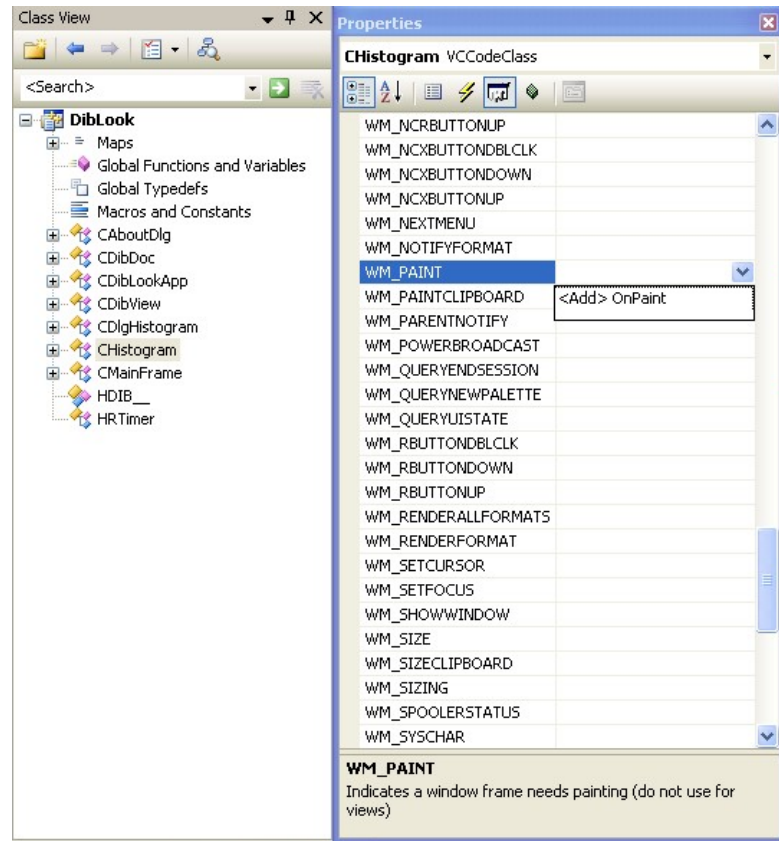 Class View
<Search>
DibLook
Maps
Global Functions and Variables
Global Typedefs
Macros and Constants
CAboutDlg
CDibDoc
CDibLookApp
CDibView
CDlgHistogram
CHistogram
CMainFrame
HDIB__
HRTimer
Properties
CHistogram VCCodeClass
WM_NCRBUTTONUP
WM_NCXBUTTONDBLCLK
WM_NCXBUTTONDOWN
WM_NCXBUTTONUP
WM_NEXTMENU
WM_NOTIFYFORMAT
WM_PAINT
WM_PAINTCLIPBOARD <Add> OnPaint
WM_PARENTNOTIFY
WM_POWERBROADCAST
WM_QUERYENDSESSION
WM_QUERYNEWPALETTE
WM_QUERYUISTATE
WM_RBUTTONDBLCLK
WM_RBUTTONDOWN
WM_RBUTTONUP
WM_RENDERALLFORMATS
WM_RENDERFORMAT
WM_SETCURSOR
WM_SETFOCUS
WM_SHOWWINDOW
WM_SIZE
WM_SIZECLIPBOARD
WM_SIZING
WM_SPOOLERSTATUS
WM_SYSCHAR
WM_PAINT
Indicates a window frame needs painting (do not use for
views)